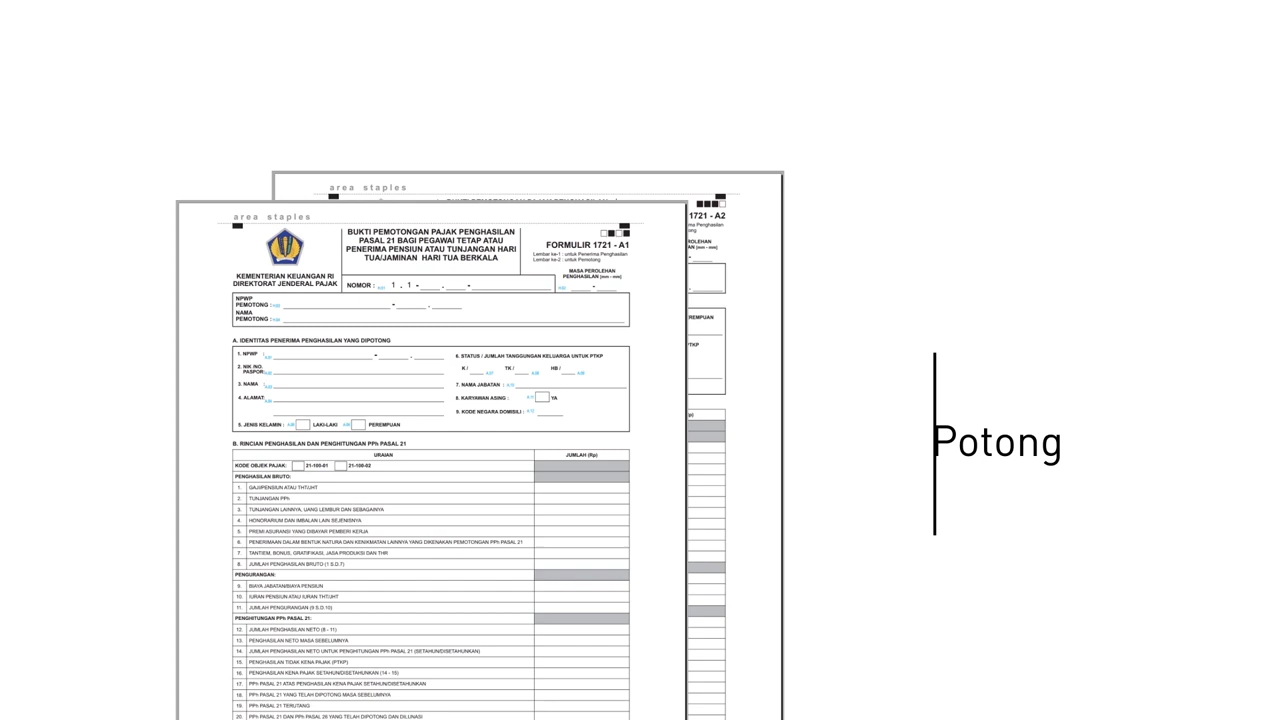 area staples
1721 - A2
area staples
BUKTI PEMOTONGAN PAJAK PENGHASILAN
PASAL 21 BAGI PEGAWAI TETAP ATAU
PENERIMA PENSIUN ATAU TUNJANGAN HARI
TUA/JAMINAN HARI TUA BERKALA
FORMULIR 1721 - A1
Lembar ke-1 : untuk Penerima Penghasilan
Lembar ke-2 : untuk Pemotong
KEMENTERIAN KEUANGAN RI
DIREKTORAT JENDERAL PAJAK
MASA PEROLEHAN
PENGHASILAN [mm - mm]
NOMOR : 1 . 1 -
NPWP
PEMOTONG :
NAMA
PEMOTONG :
A. IDENTITAS PENERIMA PENGHASILAN YANG DIPOTONG
1. NPWP :
2. NIK /NO.
PASPOR
3. NAMA :
4. ALAMAT:
5. JENIS KELAMIN : LAKI-LAKI PEREMPUAN
6. STATUS / JUMLAH TANGGUNGAN KELUARGA UNTUK PTKP
K / TK / HB /
7. NAMA JABATAN :
8. KARYAWAN ASING : YA
9. KODE NEGARA DOMISILI :
REMPUAN
B. RINCIAN PENGHASILAN DAN PENGHITUNGAN PPh PASAL 21
URAIAN JUMLAH (Rp)
KODE OBJEK PAJAK: 21-100-01 21-100-02
PENGHASILAN BRUTO:
1. GAJI/PENSIUN ATAU THT/JHT
2. TUNJANGAN PPh
3. TUNJANGAN LAINNYA, UANG LEMBUR DAN SEBAGAINYA
4. HONORARIUM DAN IMBALAN LAIN SEJENISNYA
5. PREMI ASURANSI YANG DIBAYAR PEMBERI KERJA
6. PENERIMAAN DALAM BENTUK NATURA DAN KENIKMATAN LAINNYA YANG DIKENAKAN PEMOTONGAN PPh PASAL 21
7. TANTIEM, BONUS, GRATIFIKASI, JASA PRODUKSI DAN THR
8. JUMLAH PENGHASILAN BRUTO (1 S.D.7)
PENGURANGAN:
9. BIAYA JABATAN/BIAYA PENSIUN
10. IURAN PENSIUN ATAU IURAN THT/JHT
11. JUMLAH PENGURANGAN (9 S.D.10)
PENGHITUNGAN PPh PASAL 21:
12. JUMLAH PENGHASILAN NETO (8 - 11)
13. PENGHASILAN NETO MASA SEBELUMNYA
14. JUMLAH PENGHASILAN NETO UNTUK PENGHITUNGAN PPh PASAL 21 (SETAHUN/DISETAHUNKAN)
15. PENGHASILAN TIDAK KENA PAJAK (PTKP)
16. PENGHASILAN KENA PAJAK SETAHUN/DISETAHUNKAN (14 - 15)
17. PPh PASAL 21 ATAS PENGHASILAN KENA PAJAK SETAHUN/DISETAHUNKAN
18. PPh PASAL 21 YANG TELAH DIPOTONG MASA SEBELUMNYA
19. PPh PASAL 21 TERUTANG
20. PPh PASAL 21 DAN PPh PASAL 26 YANG TELAH DIPOTONG DAN DILUNASI
Potong